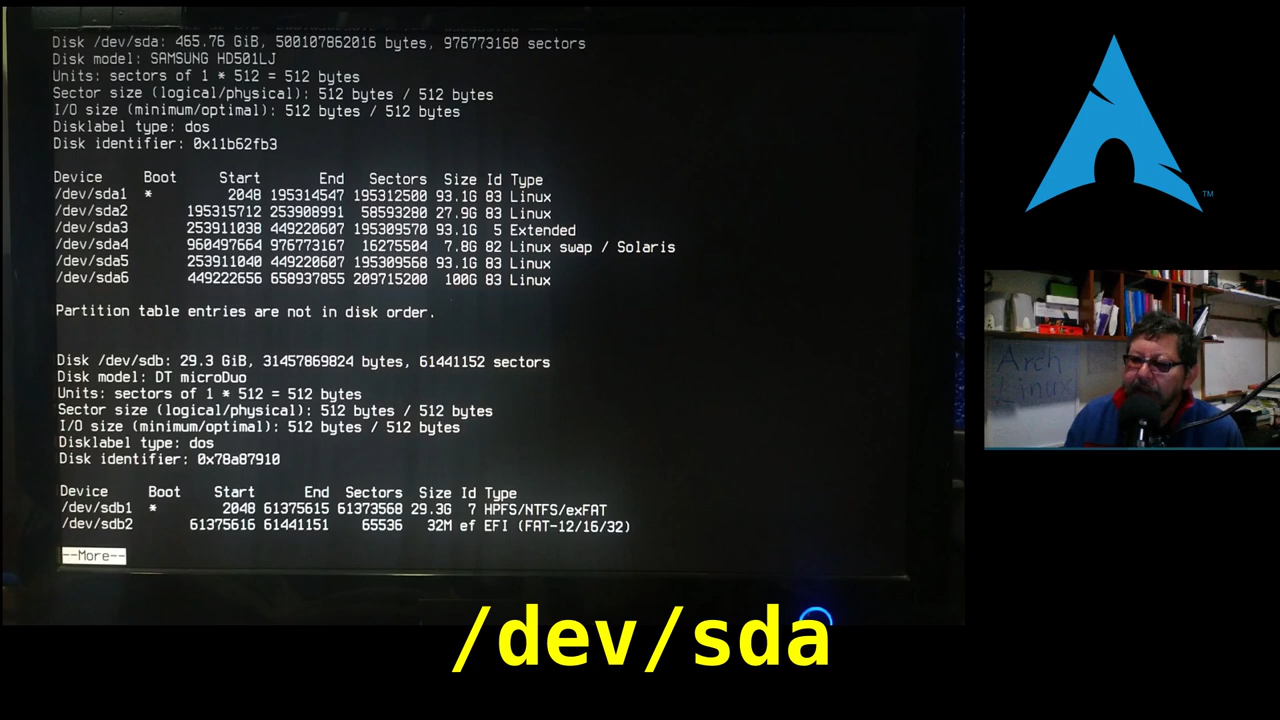 Disk /dev/sda: 465.76 GiB, 500107862016 bytes, 976773168 sectors
Disk model: SAMSUNG HD501LJ
Units: sectors of 1 * 512 = 512 bytes
Sector size (logical/physical): 512 bytes / 512 bytes
I/O size (minimum/optimal): 512 bytes / 512 bytes
Disklabel type: dos
Disk identifier: 0x11b62fb3
Device Boot Start End Sectors Size Id Type
/dev/sda1 * 2048 195314547 195312500 93.1G 83 Linux
/dev/sda2 195315712 253908991 58593280 27.9G 83 Linux
/dev/sda3 253911038 449220607 195309570 93.1G 5 Extended
/dev/sda4 960497664 976773167 16275504 7.8G 82 Linux swap / Solaris
/dev/sda5 253911040 449220607 195309568 93.1G 83 Linux
/dev/sda6 449222656 658937855 209715200 100G 83 Linux
Partition table entries are not in disk order.
Disk /dev/sdb: 29.3 GiB, 31457869824 bytes, 61441152 sectors
Disk model: DT microDuo
Units: sectors of 1 * 512 = 512 bytes
Sector size (logical/physical): 512 bytes / 512 bytes
I/O size (minimum/optimal): 512 bytes / 512 bytes
Disklabel type: dos
Disk identifier: 0x78a87910
Device Boot Start End Sectors Size Id Type
/dev/sdb1 * 2048 61375615 61373568 29.3G 7 HPFS/NTFS/exFAT
/dev/sdb2 61375616 61441151 65536 32M ef EFI (FAT-12/16/32)
--More--
/dev/sda
TM
Arch
Linux